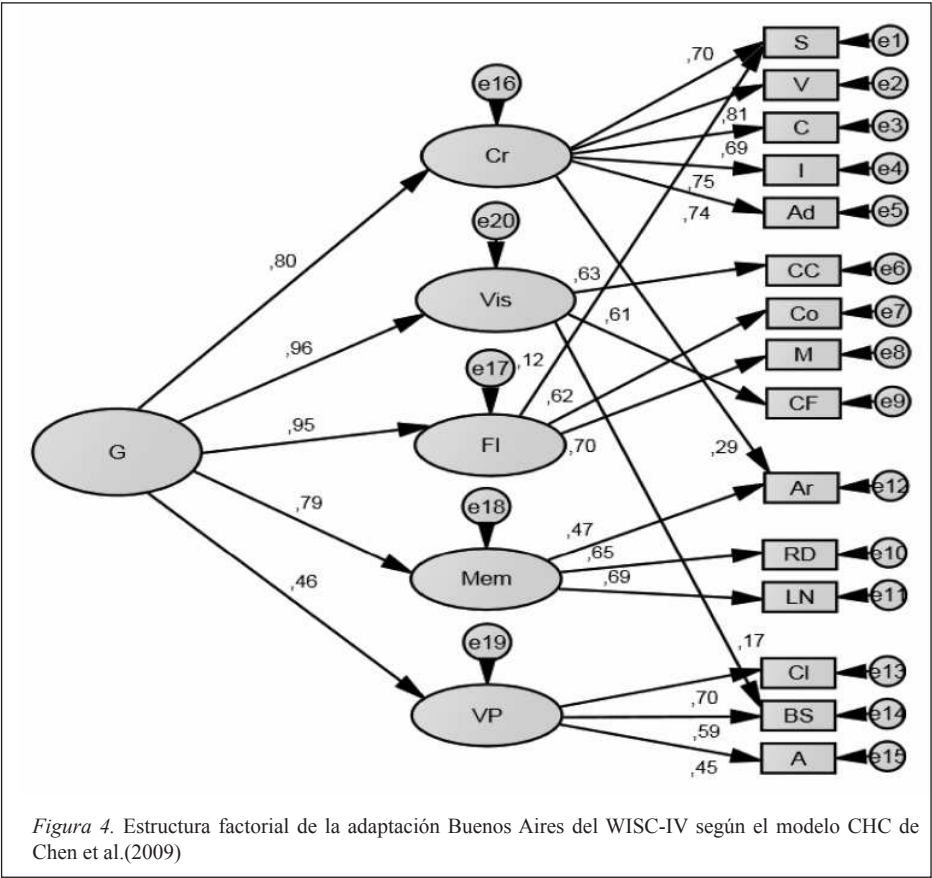 S e1
,70
e16 V e2
,81
C e3
Cr ,69
I e4
,75
Ad e5
,74
e20
,80
CC e6
,63
Vis Co e7
,61
,96 M e8
e17 ,12
,62 CF e9
,95
G FI ,70 ,29
Ar e12
e18
,79 ,47
,65 RD e10
Mem ,69
LN e11
,46
e19
,17
CI e13
,70
VP BS e14
,59
A e15
,45
Figura 4. Estructura factorial de la adaptación Buenos Aires del WISC-IV según el modelo CHC de
Chen et al.(2009)